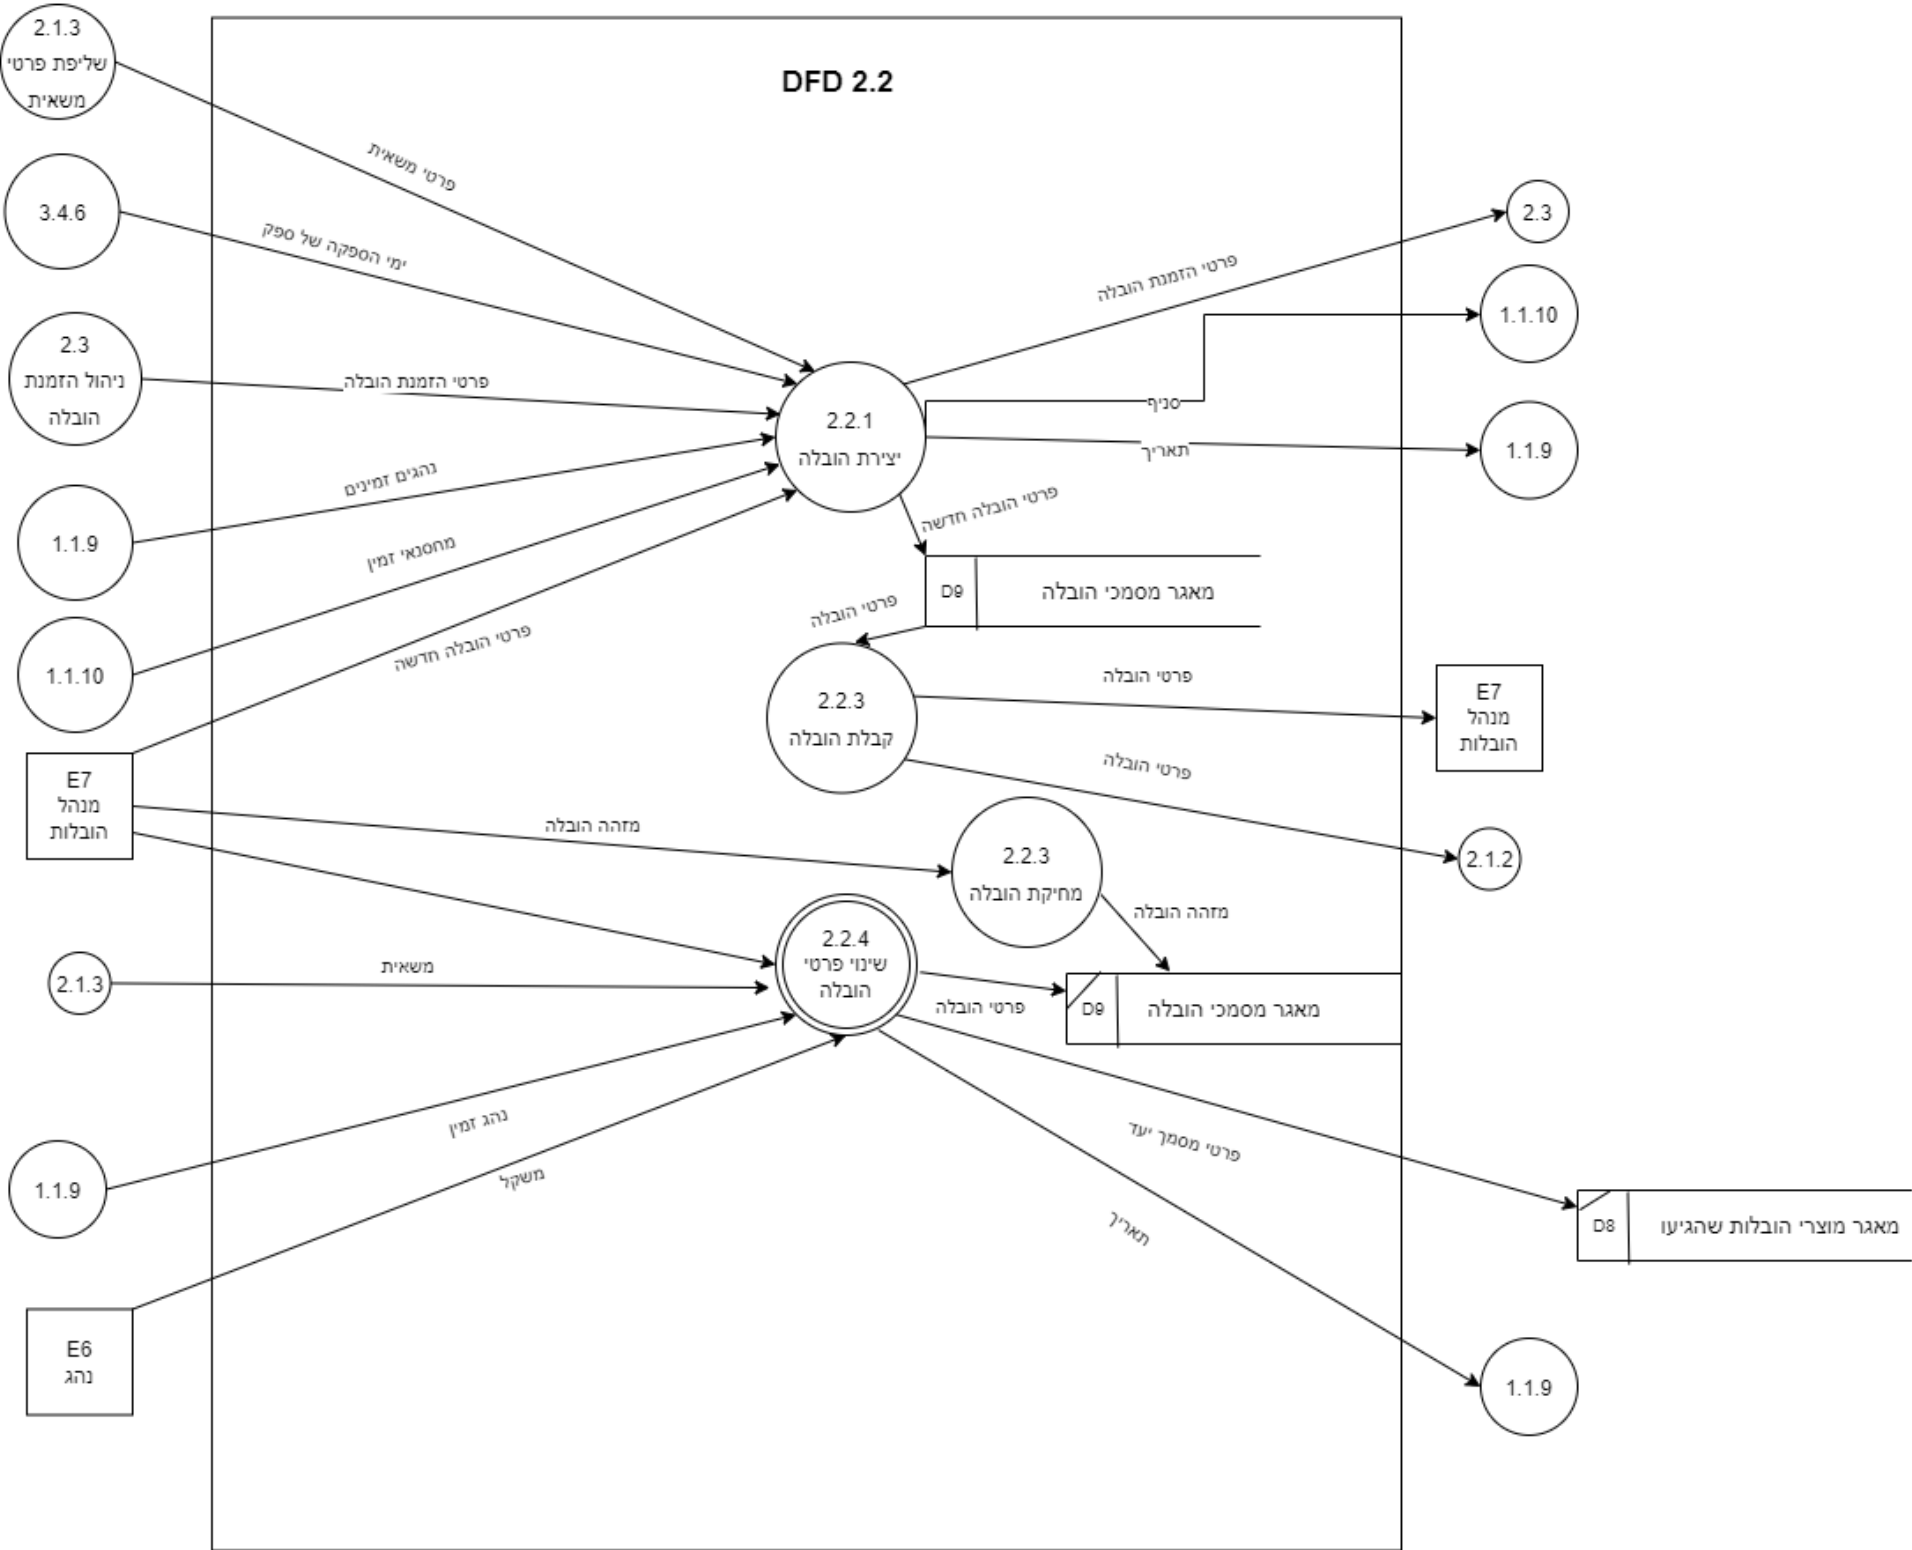 DFD 2.2
2.1.3
שליפת פרטי
משאית
פרטי משאית
3.4.6
ימי הספקה של ספק
2.3
ניהול הזמנת
הובלה
פרטי הזמנת הובלה
1.1.9
נהגים זמינים
1.1.10
מחסנאי זמין
פרטי הובלה חדשה
E7
מנהל
הובלות
2.2.1
יצירת הובלה
פרטי הזמנת הובלה
2.3
סניף
1.1.10
תאריך
1.1.9
פרטי הובלה חדשה
D9
מאגר מסמכי הובלה
פרטי הובלה
2.2.3
קבלת הובלה
פרטי הובלה
E7
מנהל
הובלות
פרטי הובלה
2.1.2
מזהה הובלה
2.2.3
מחיקת הובלה
מזהה הובלה
2.1.3
משאית
2.2.4
שינוי פרטי
הובלה
פרטי הובלה
D9
מאגר מסמכי הובלה
1.1.9
נהג זמין
משקל
E6
נהג
פרטי מסמך יעד
D8
מאגר מוצרי הובלות שהגיעו
תאריך
1.1.9